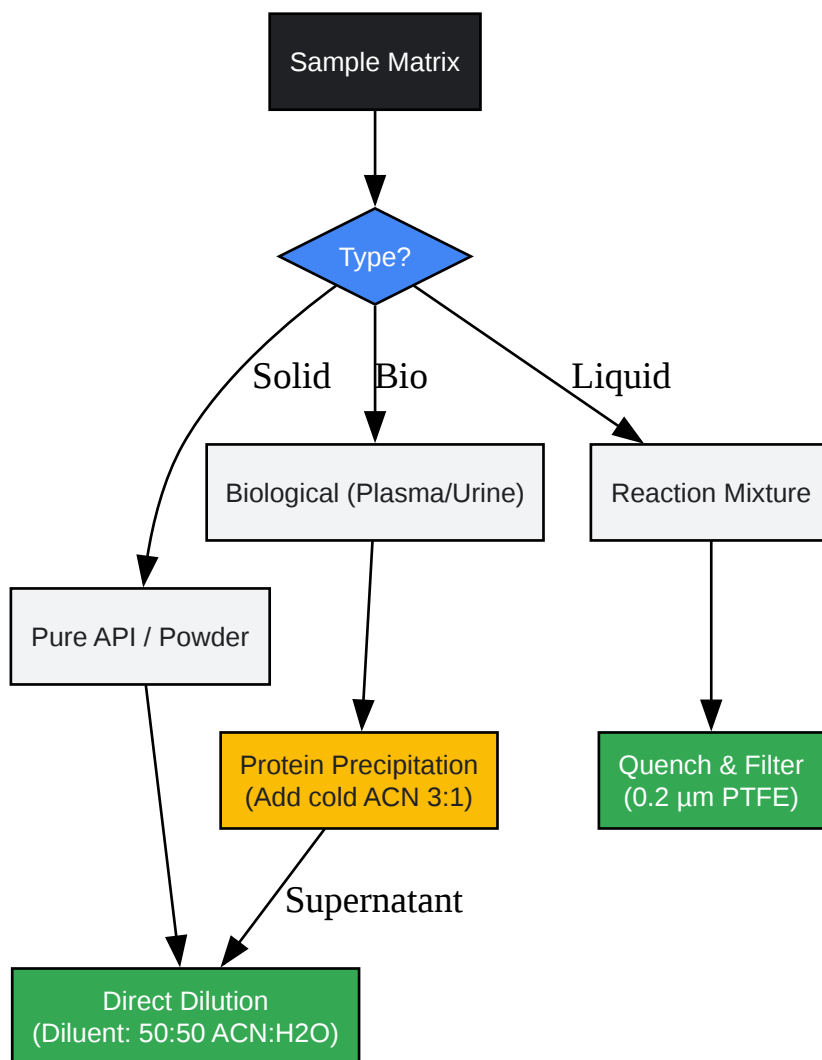 Sample Matrix
Type?
Solid
Bio
Liquid
Biological (Plasma/Urine)
Reaction Mixture
Pure API / Powder
Protein Precipitation
(Add cold ACN 3:1)
Quench & Filter
(0.2 µm PTFE)
Supernatant
Direct Dilution
(Diluent: 50:50 ACN:H2O)